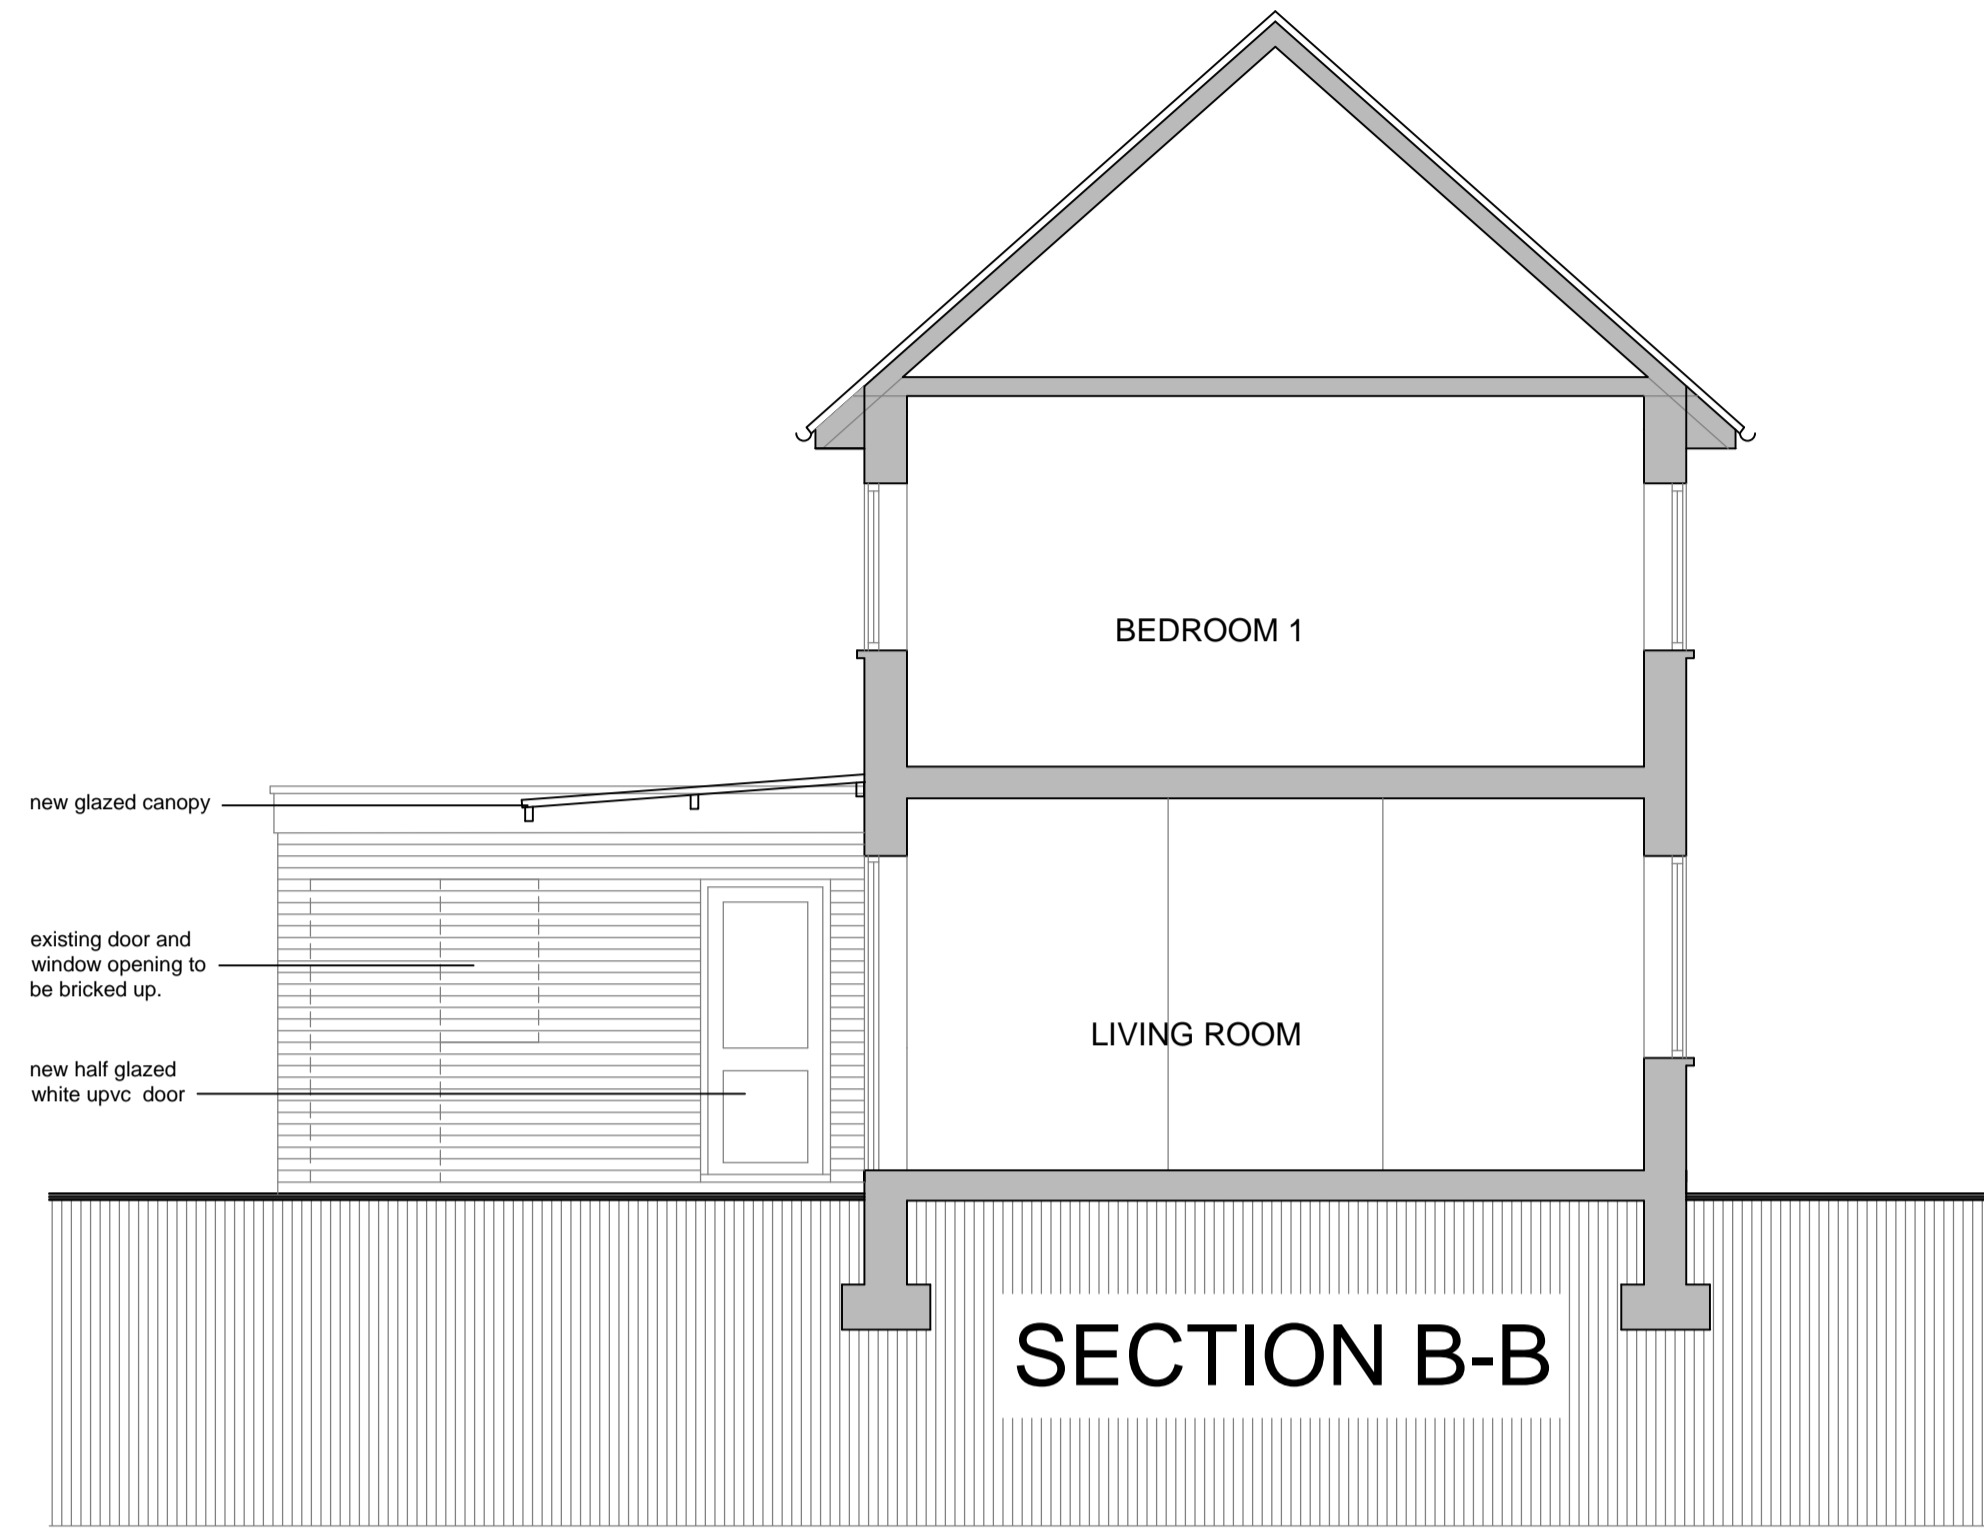 BEDROOM 1
new glazed canopy
existing door and
window opening to
be bricked up.
LIVING ROOM
new half glazed
white upvc  door
SECTION B-B